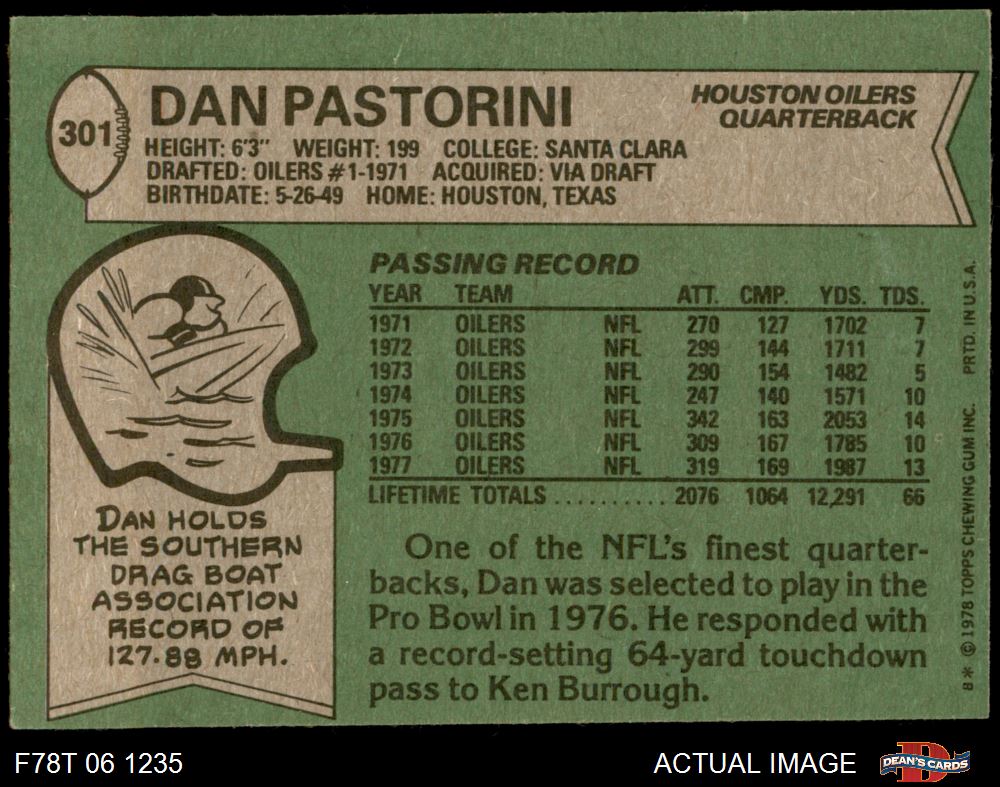 301
DAN PASTORINI
HOUSTON OILERS
QUARTERBACK
HEIGHT: 6'3" WEIGHT: 199 COLLEGE: SANTA CLARA
DRAFTED: OILERS #1-1971 ACQUIRED: VIA DRAFT
BIRTHDATE: 5-26-49 HOME: HOUSTON, TEXAS
PASSING RECORD
YEAR TEAM ATT. CMP. YDS. TDS.
1971 OILERS NFL 270 127 1702 7
1972 OILERS NFL 299 144 1711 7
1973 OILERS NFL 290 154 1482 5
1974 OILERS NFL 247 140 1571 10
1975 OILERS NFL 342 163 2053 14
1976 OILERS NFL 309 167 1785 10
1977 OILERS NFL 319 169 1987 13
LIFETIME TOTALS .......... 2076 1064 12,291 66
DAN HOLDS
THE SOUTHERN
DRAG BOAT
ASSOCIATION
RECORD OF
127.88 MPH.
One of the NFL's finest quarter-
backs, Dan was selected to play in the
Pro Bowl in 1976. He responded with
a record-setting 64-yard touchdown
pass to Ken Burrough.
8* © 1978 TOPPS CHEWING GUM INC. PRTD. IN U.S.A.
F78T 06 1235
ACTUAL IMAGE
DEAN'S CARDS